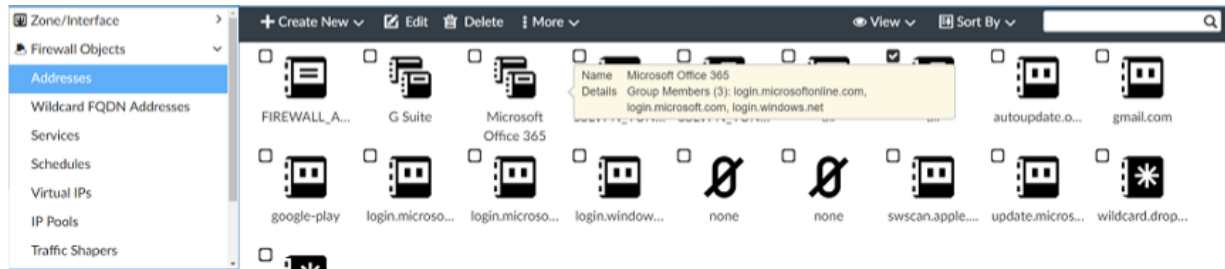 Zone/Interface
Create New Edit Delete More View Sort By
Firewall Objects
Addresses
Wildcard FQDN Addresses
Services
Schedules
Virtual IPs
IP Pools
Traffic Shapers
Name Microsoft Office 365
Details Group Members (3): login.microsoftonline.com,
login.microsoft.com, login.windows.net
FIREWALL_A...
G Suite
Microsoft
Office 365
autoupdate.o...
gmail.com
google-play
login.microso...
login.microso...
login.window...
none
none
swscan.apple....
update.micros...
wildcard.drop...